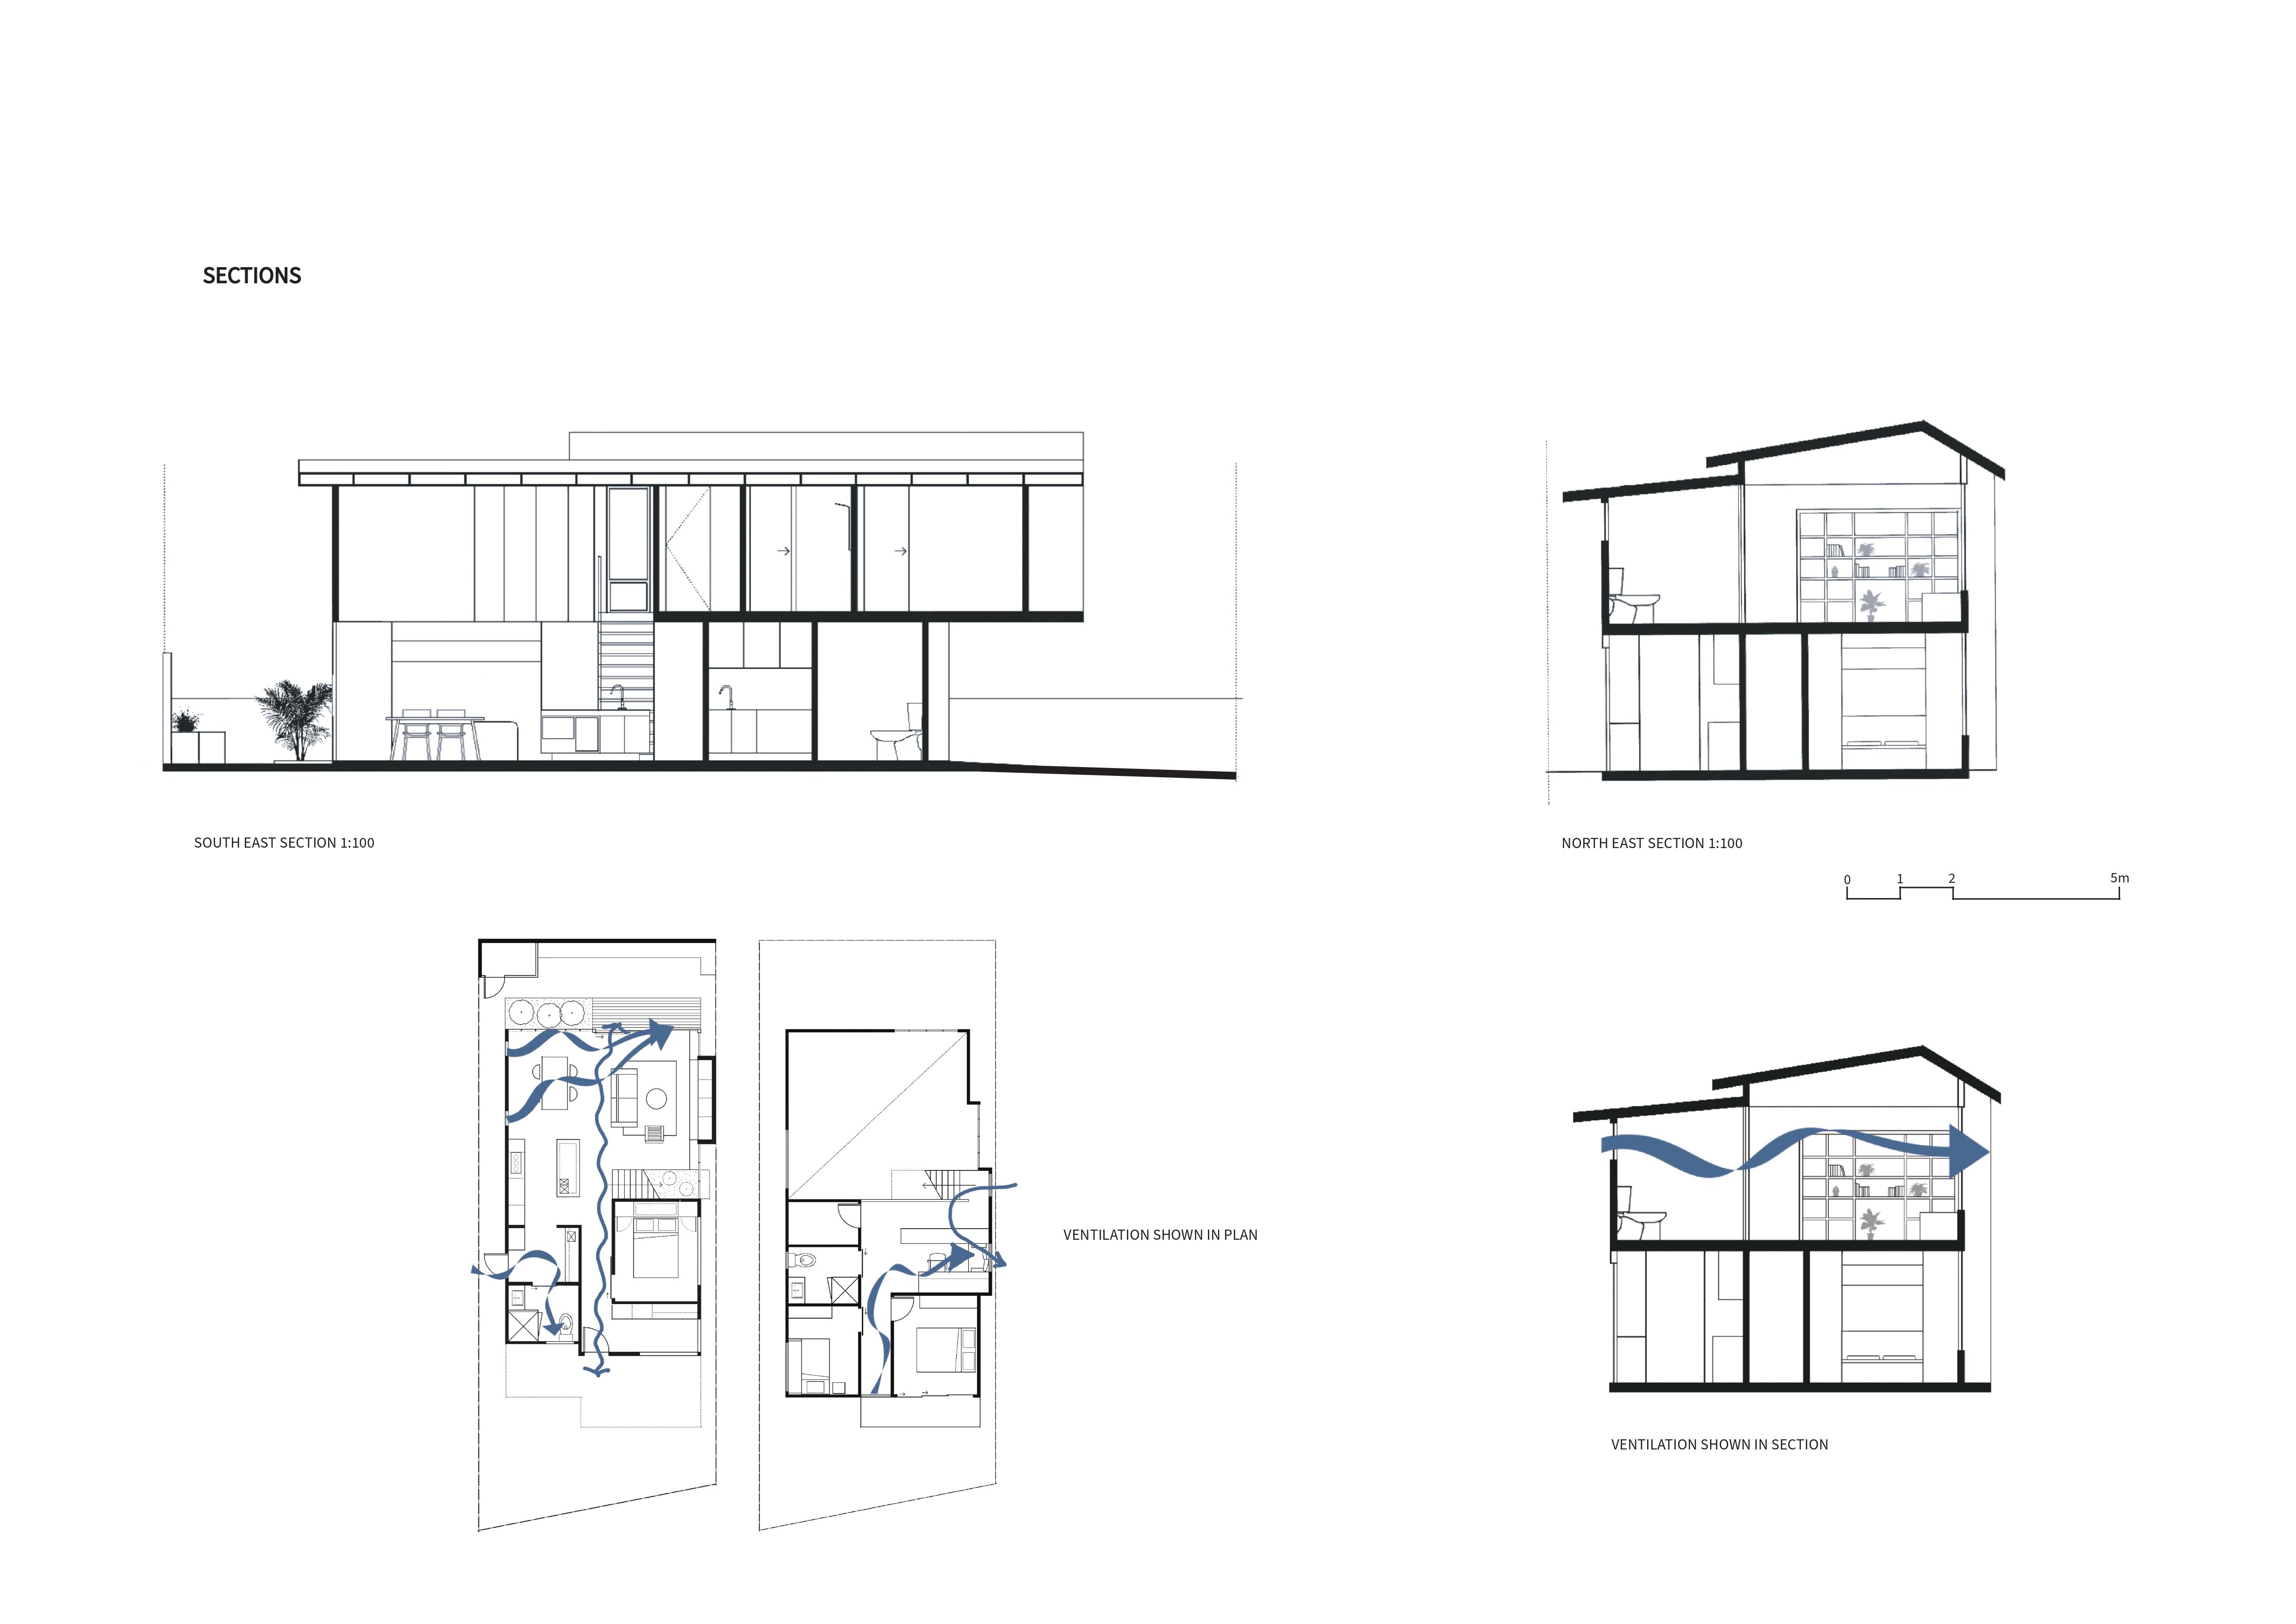 SECTIONS
SOUTH EAST SECTION 1:100
NORTH EAST SECTION 1:100
0 1 2 5m
VENTILATION SHOWN IN PLAN
VENTILATION SHOWN IN SECTION